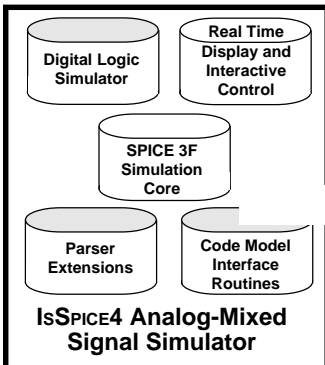 Digital Logic
Simulator
Real Time
Display and
Interactive
Control
SPICE 3F
Simulation
Core
Parser
Extensions
Code Model
Interface
Routines
IsSpice4 Analog-Mixed
Signal Simulator